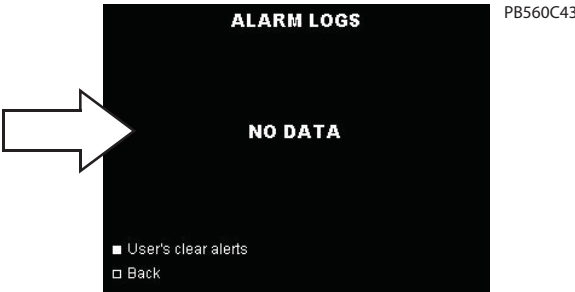 ALARM LOGS
PB560C43
NO DATA
User's clear alerts
Back